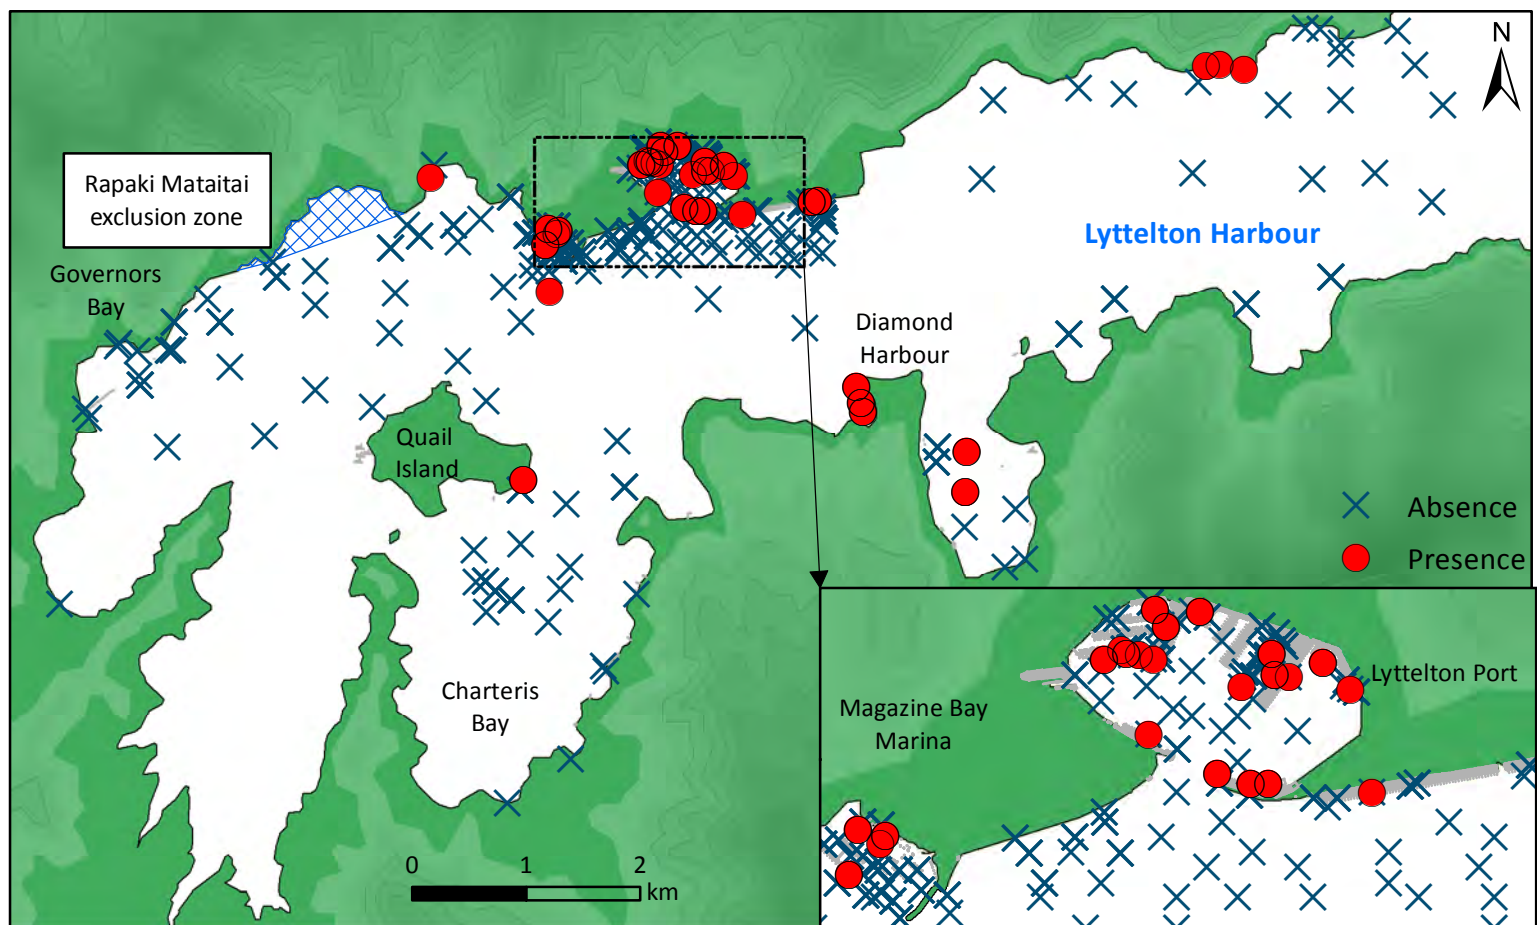 N
Rapaki Mataitai
exclusion zone
Governors
Bay
Lyttelton Harbour
Diamond
Harbour
Quail
Island
Absence
Presence
Charteris
Bay
Magazine Bay
Marina
Lyttelton Port
0 1 2
km